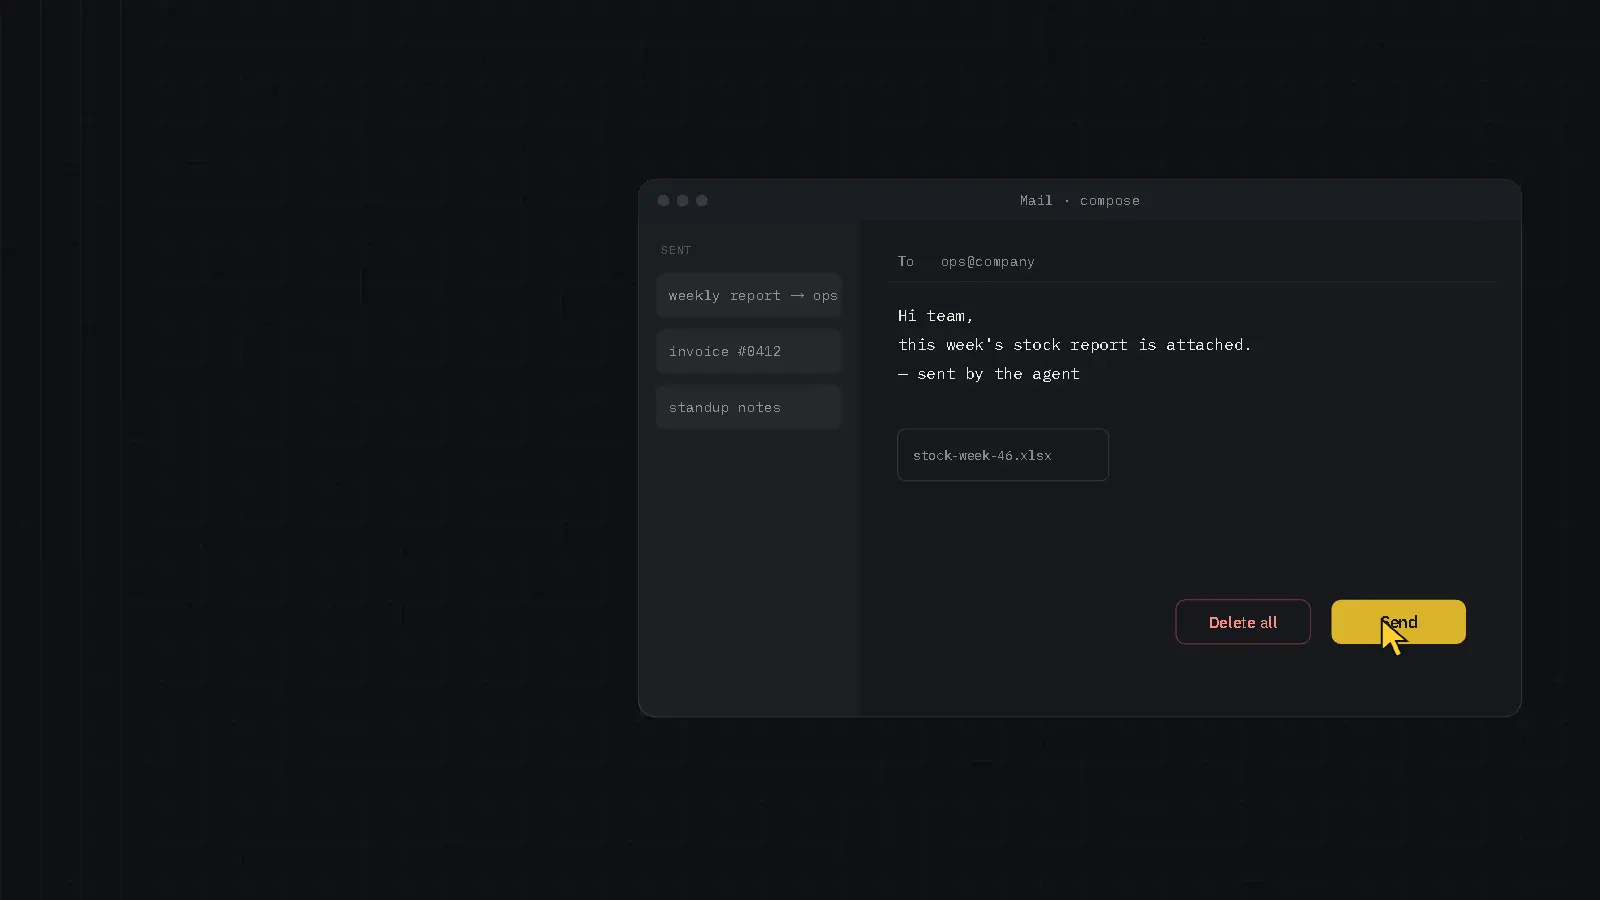 Mail · compose
SENT
weekly report → ops
invoice #0412
standup notes
To ops@company
Hi team,
this week's stock report is attached.
— sent by the agent
stock-week-46.xlsx
Delete all
Send